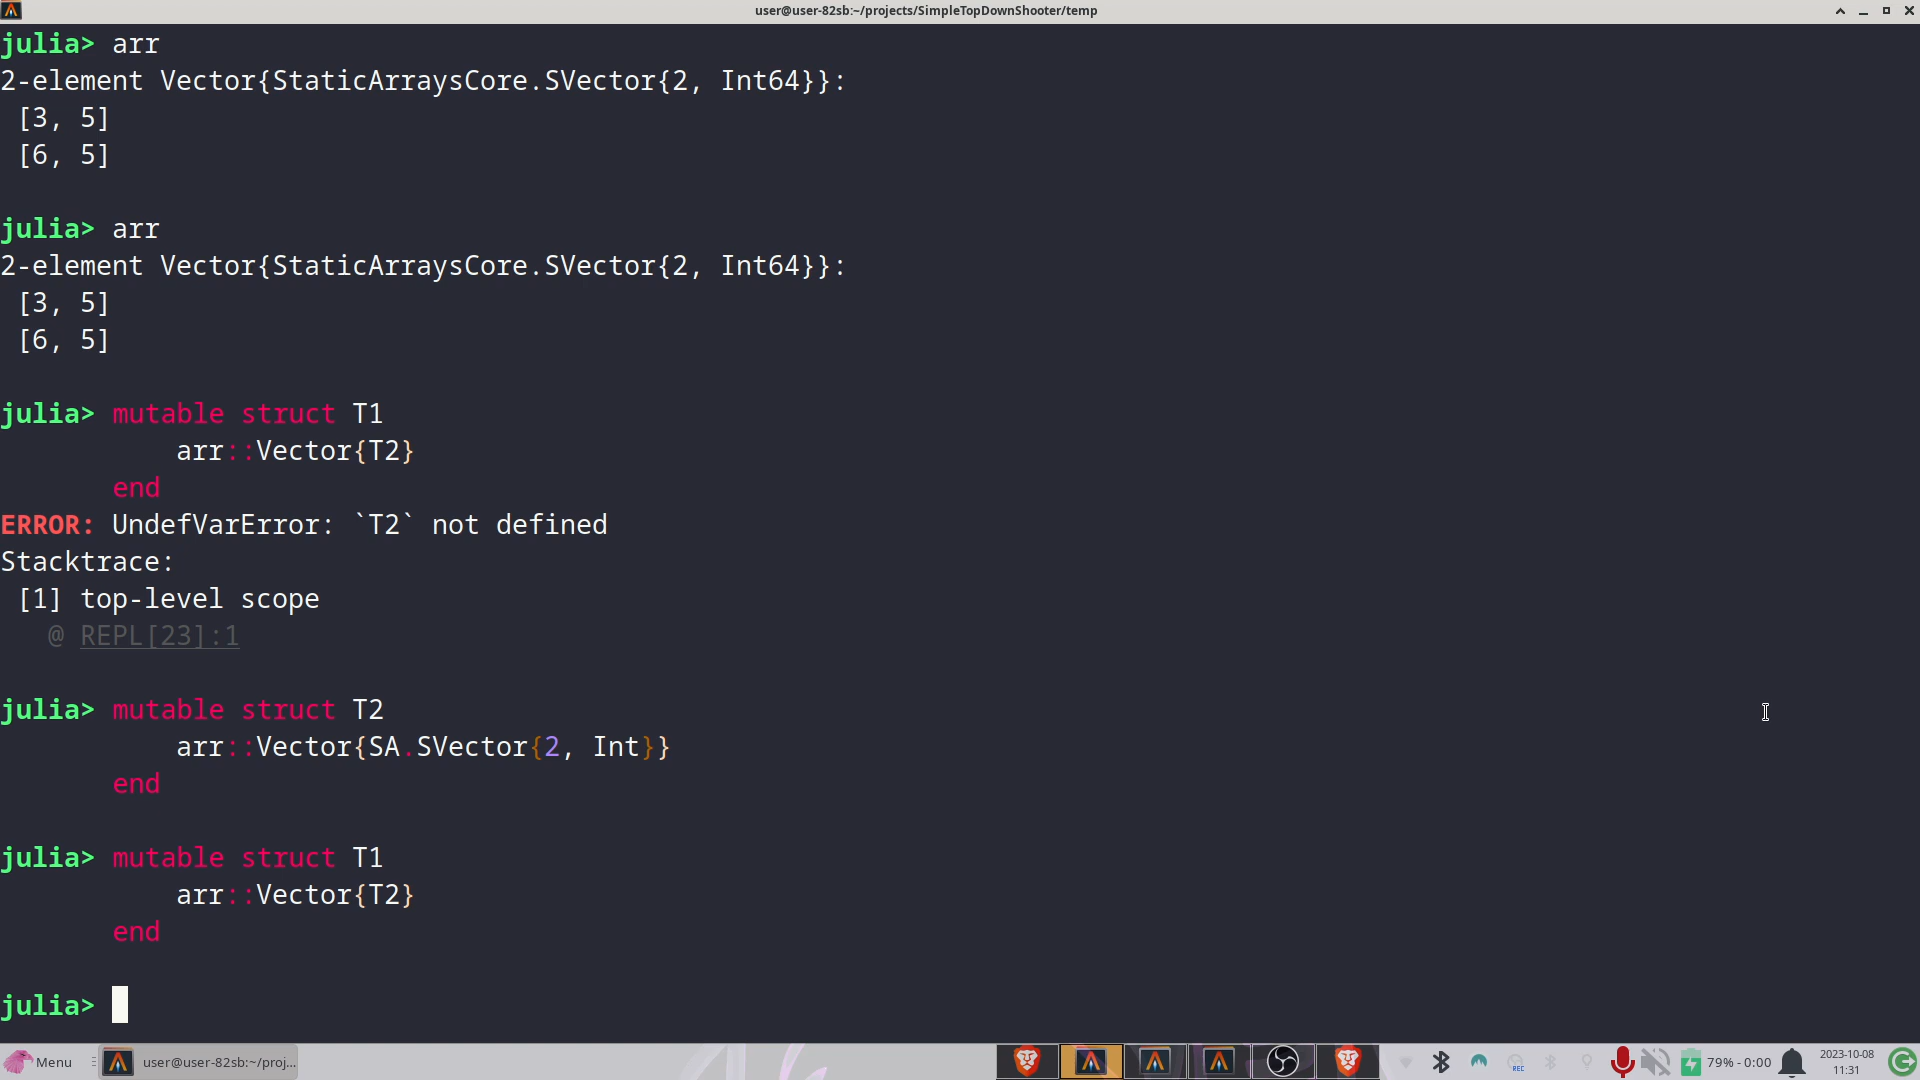 user@user-82sb:~/projects/SimpleTopDownShooter/temp
julia> arr
2-element Vector{StaticArraysCore.SVector{2, Int64}}:
 [3, 5]
 [6, 5]
julia> arr
2-element Vector{StaticArraysCore.SVector{2, Int64}}:
 [3, 5]
 [6, 5]
julia> mutable struct T1
           arr::Vector{T2}
       end
ERROR: UndefVarError: `T2` not defined
Stacktrace:
 [1] top-level scope
   @ REPL[23]:1
julia> mutable struct T2
           arr::Vector{SA.SVector{2, Int}}
       end
julia> mutable struct T1
           arr::Vector{T2}
       end
julia>
Menu
user@user-82sb:~/proj...
REC
79% - 0:00
2023-10-08
11:31